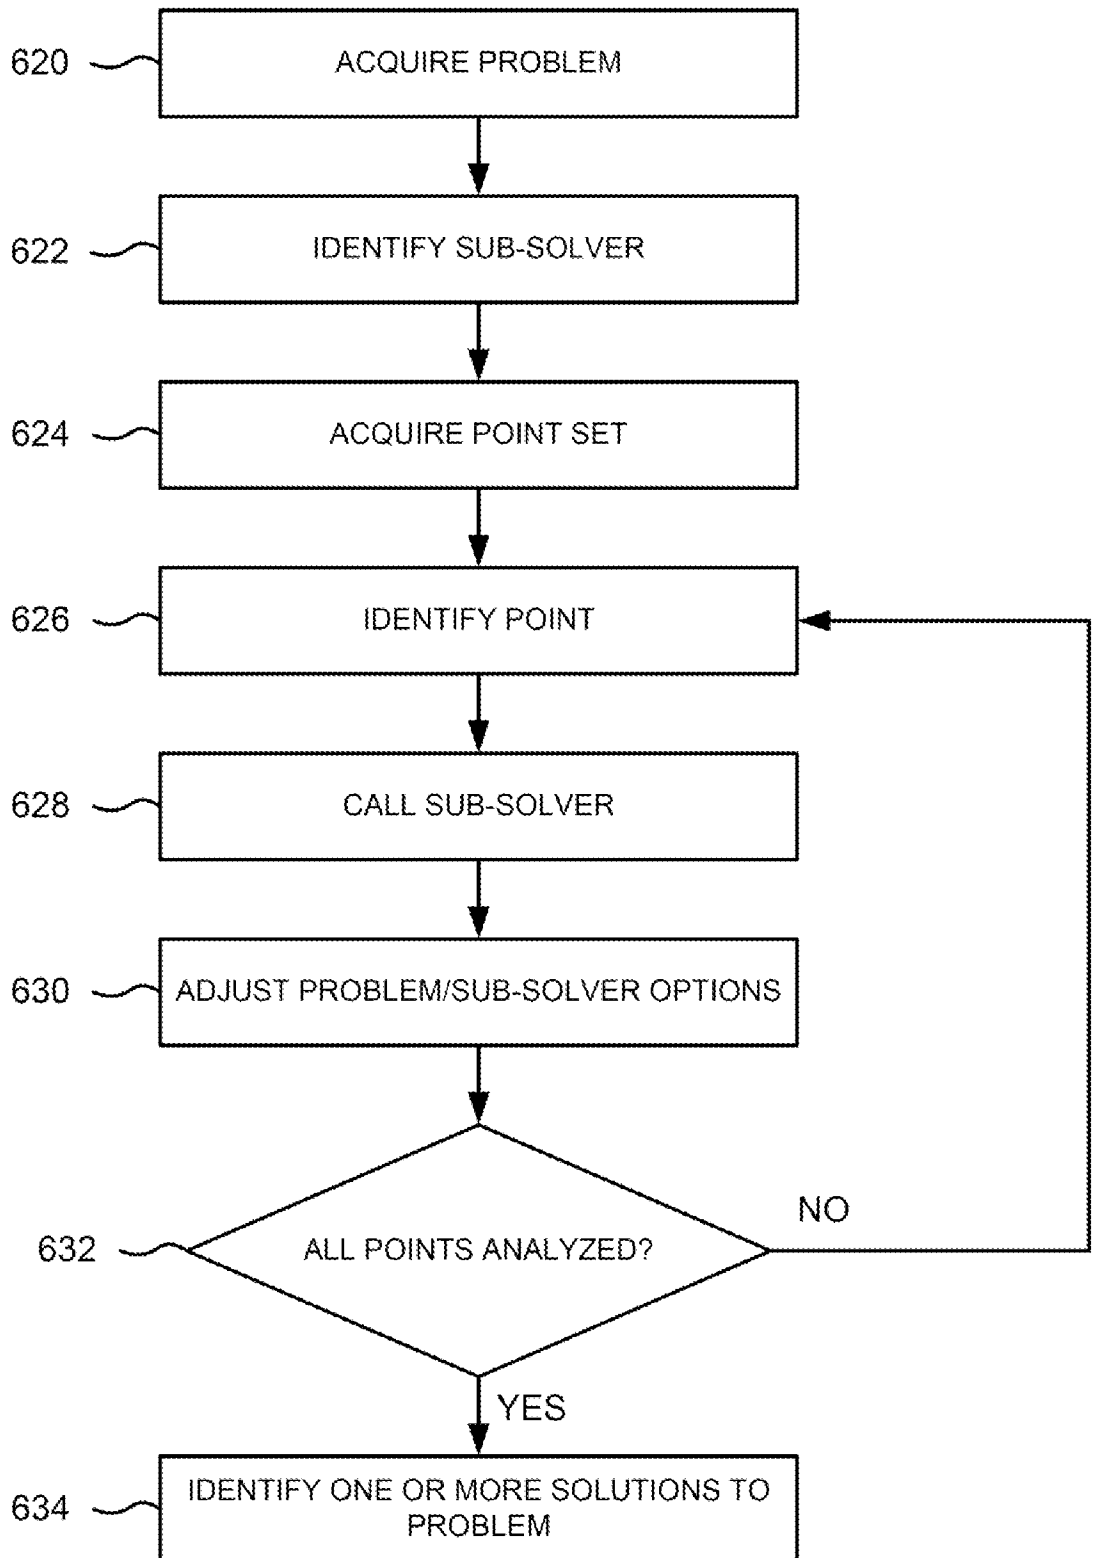 620
ACQUIRE PROBLEM
622
IDENTIFY SUB-SOLVER
624
ACQUIRE POINT SET
626
IDENTIFY POINT
628
CALL SUB-SOLVER
630
ADJUST PROBLEM/SUB-SOLVER OPTIONS
NO
632
ALL POINTS ANALYZED?
YES
634
IDENTIFY ONE OR MORE SOLUTIONS TO
PROBLEM